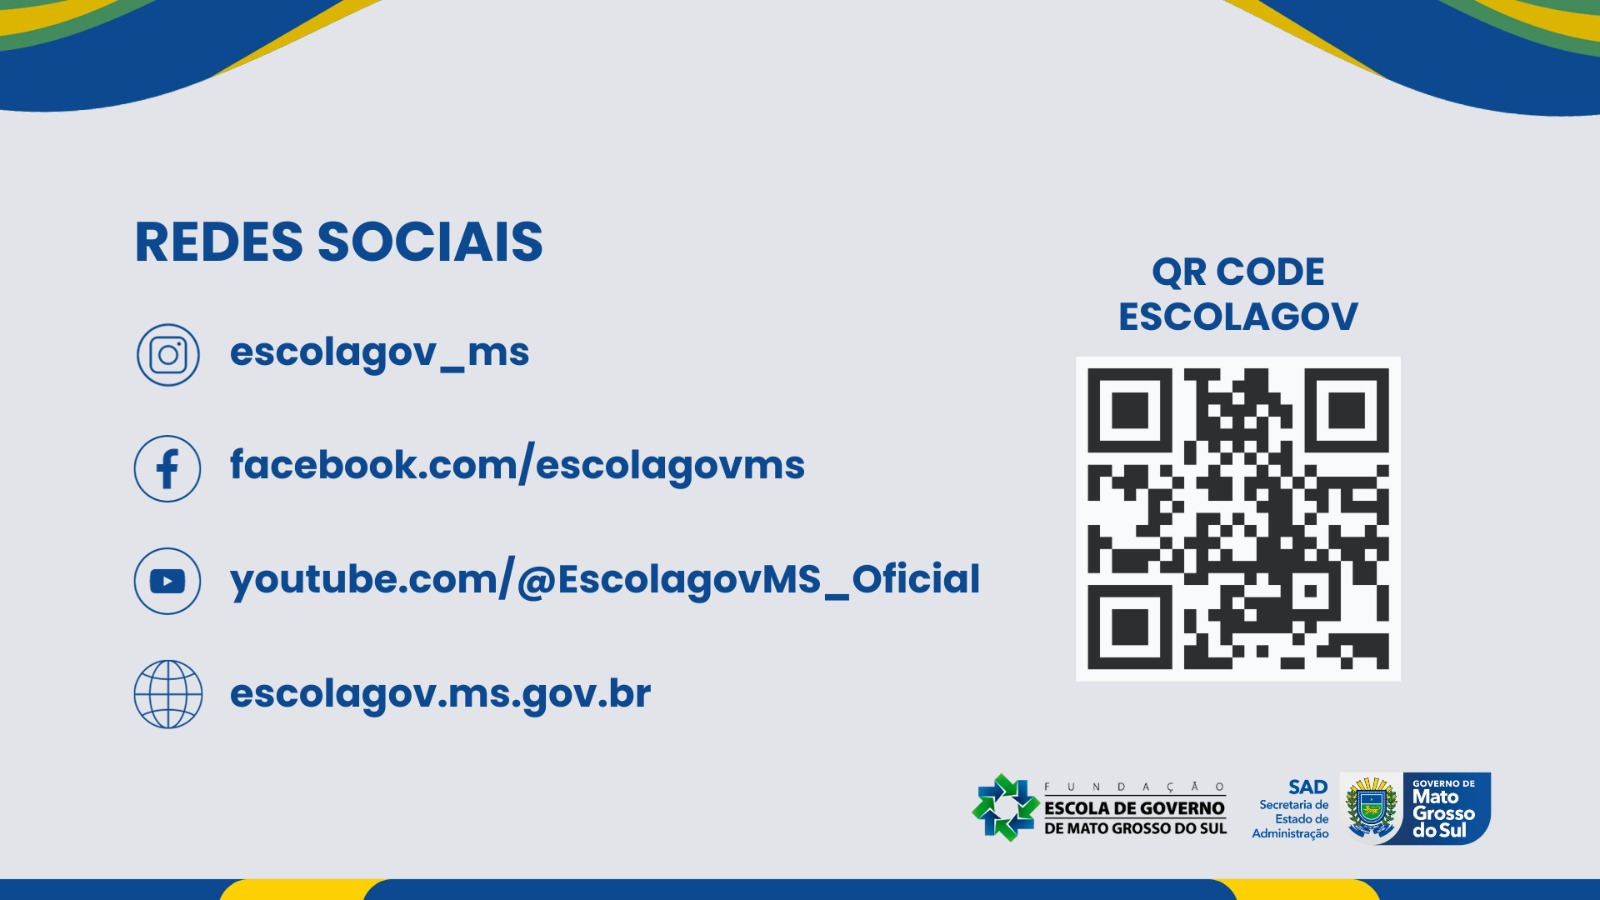 REDES SOCIAIS
escolagov_ms
facebook.com/escolagovms
youtube.com/@EscolagovMS_Oficial
escolagov.ms.gov.br
QR CODE
ESCOLAGOV
FUNDAÇÃO
ESCOLA DE GOVERNO
DE MATO GROSSO DO SUL
SAD
Secretaria de
Estado de
Administração
GOVERNO DE
Mato
Grosso
do Sul